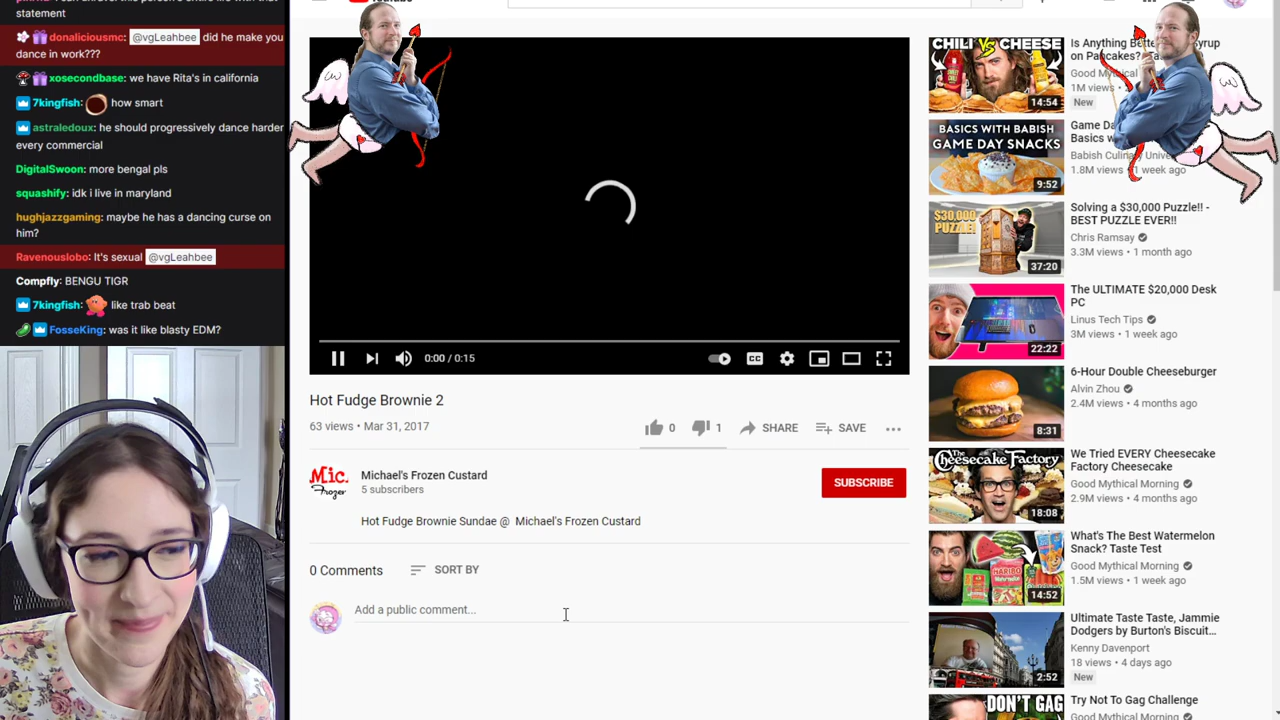 statement
donaliciousmc: @vgLeahbee did he make you
dance in work???
xosecondbase: we have Rita's in california
7kingfish: how smart
astraledoux: he should progressively dance harder
every commercial
DigitalSwoon: more bengal pls
squashify: idk i live in maryland
hughjazzgaming: maybe he has a dancing curse on
him?
Ravenouslobo: It's sexual @vgLeahbee
Compfly: BENGU TIGR
7kingfish: like trab beat
FosseKing: was it like blasty EDM?
0:00 / 0:15
CC
Hot Fudge Brownie 2
63 views • Mar 31, 2017
0
1
SHARE
SAVE
Mic.
Frozen
Michael's Frozen Custard
5 subscribers
SUBSCRIBE
Hot Fudge Brownie Sundae @ Michael's Frozen Custard
0 Comments
SORT BY
Add a public comment...
CHILI VS CHEESE
14:54
Is Anything
on Pancakes?
Good Mythical
1M views
New
BASICS WITH BABISH
GAME DAY SNACKS
9:52
Game Da
Basics w
Babish Culinary
1.8M views • 1 week ago
$30,000
PUZZLE!
37:20
Solving a $30,000 Puzzle!! -
BEST PUZZLE EVER!!
Chris Ramsay
3.3M views • 1 month ago
22:22
The ULTIMATE $20,000 Desk
PC
Linus Tech Tips
3M views • 1 week ago
8:31
6-Hour Double Cheeseburger
Alvin Zhou
2.4M views • 4 months ago
The Cheesecake Factory
18:08
We Tried EVERY Cheesecake
Factory Cheesecake
Good Mythical Morning
2.9M views • 4 months ago
HARIBO
14:52
What's The Best Watermelon
Snack? Taste Test
Good Mythical Morning
1.5M views • 1 week ago
2:52
Ultimate Taste Taste, Jammie
Dodgers by Burton's Biscuit...
Kenny Davenport
18 views • 4 days ago
New
DON'T GAG
Try Not To Gag Challenge
Good Mythical Morning